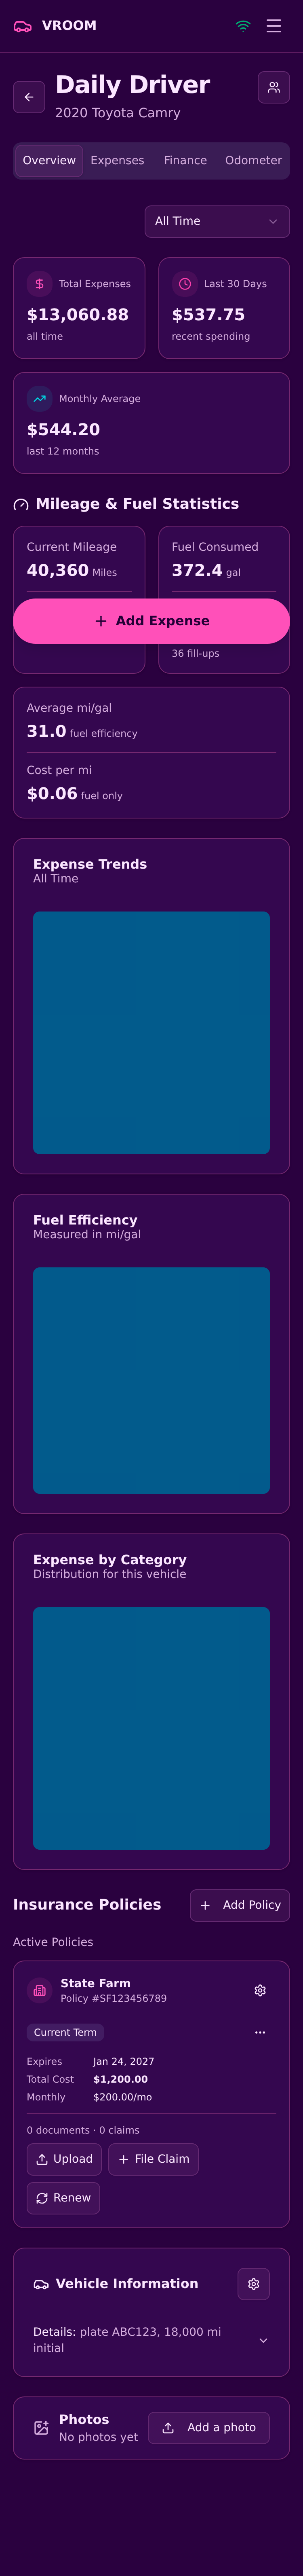 VROOM
Daily Driver
2020 Toyota Camry
Overview Expenses Finance Odometer
All Time
Total Expenses
$13,060.88
all time
Last 30 Days
$537.75
recent spending
Monthly Average
$544.20
last 12 months
Mileage & Fuel Statistics
Current Mileage
40,360 Miles
Fuel Consumed
372.4 gal
Add Expense
36 fill-ups
Average mi/gal
31.0 fuel efficiency
Cost per mi
$0.06 fuel only
Expense Trends
All Time
Fuel Efficiency
Measured in mi/gal
Expense by Category
Distribution for this vehicle
Insurance Policies
Add Policy
Active Policies
State Farm
Policy #SF123456789
Current Term
Expires Jan 24, 2027
Total Cost $1,200.00
Monthly $200.00/mo
0 documents · 0 claims
Upload
File Claim
Renew
Vehicle Information
Details: plate ABC123, 18,000 mi
initial
Photos
No photos yet
Add a photo